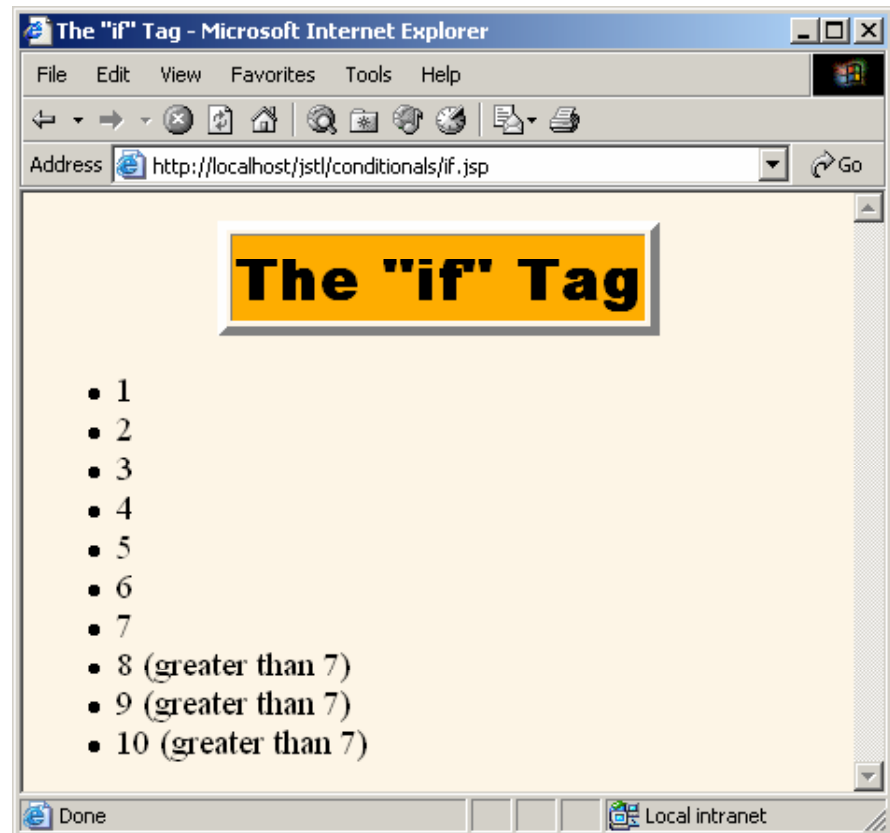 The "if" Tag - Microsoft Internet Explorer
File Edit View Favorites Tools Help
Address http://localhost/jstl/conditionals/if.jsp Go
The "if" Tag
• 1
• 2
• 3
• 4
• 5
• 6
• 7
• 8 (greater than 7)
• 9 (greater than 7)
• 10 (greater than 7)
Done Local intranet